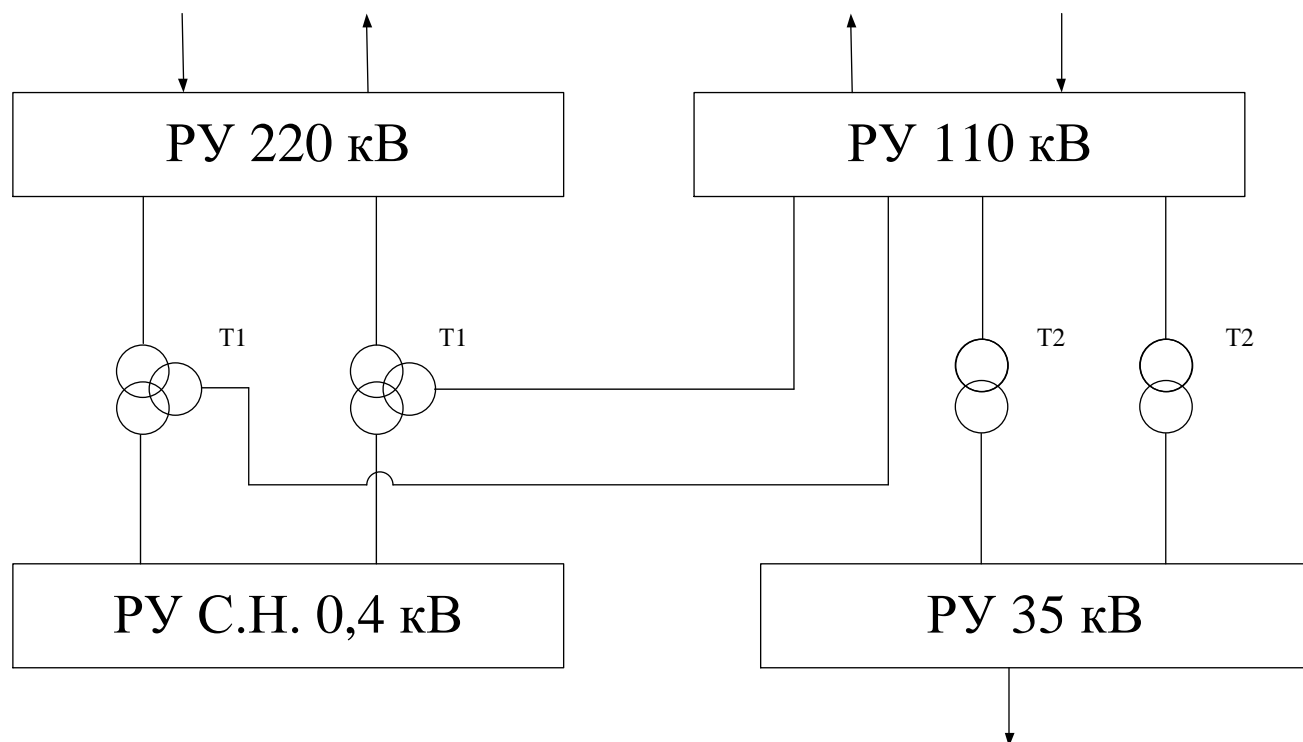 РУ 220 кВ
РУ 110 кВ
Т1
Т1
Т2
Т2
РУ С.Н. 0,4 кВ
РУ 35 кВ